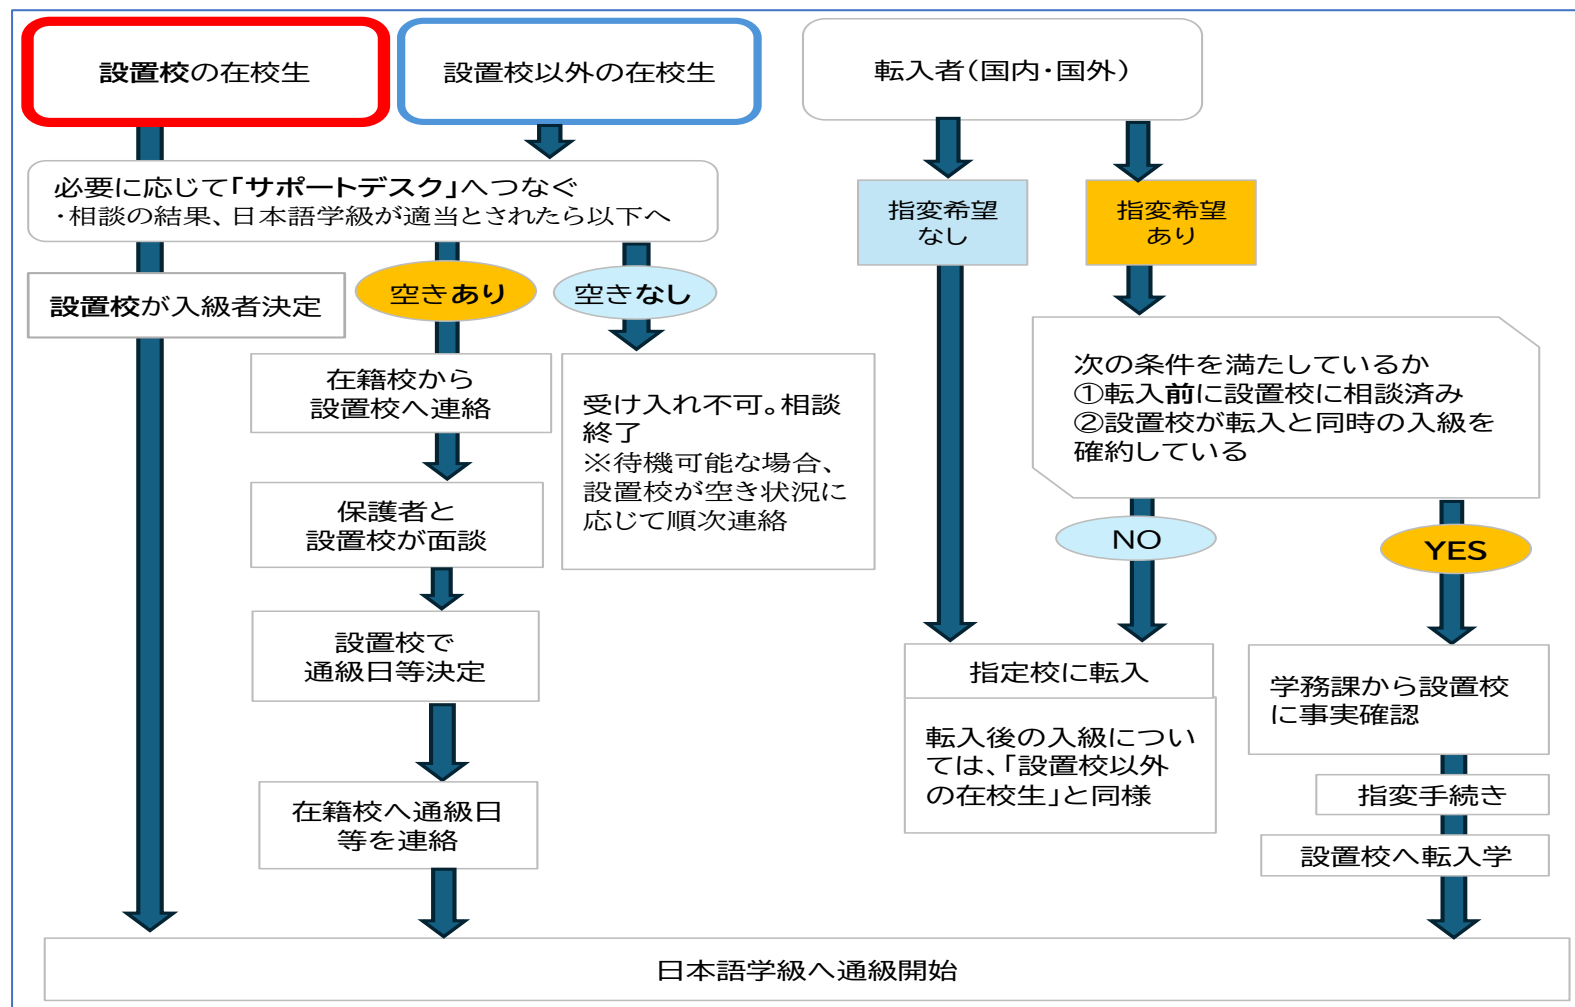 設置校の在校生
設置校以外の在校生
転入者(国内・国外)
必要に応じて「サポートデスク」へつなぐ
・相談の結果、日本語学級が適当とされたら以下へ
指変希望
なし
指変希望
あり
設置校が入級者決定
空きあり
空きなし
在籍校から
設置校へ連絡
受け入れ不可。相談
終了
※待機可能な場合、
設置校が空き状況に
応じて順次連絡
次の条件を満たしているか
①転入前に設置校に相談済み
②設置校が転入と同時の入級を
確約している
保護者と
設置校が面談
NO
YES
設置校で
通級日等決定
指定校に転入
転入後の入級につい
ては、「設置校以外
の在校生」と同様
学務課から設置校
に事実確認
在籍校へ通級日
等を連絡
指変手続き
設置校へ転入学
日本語学級へ通級開始